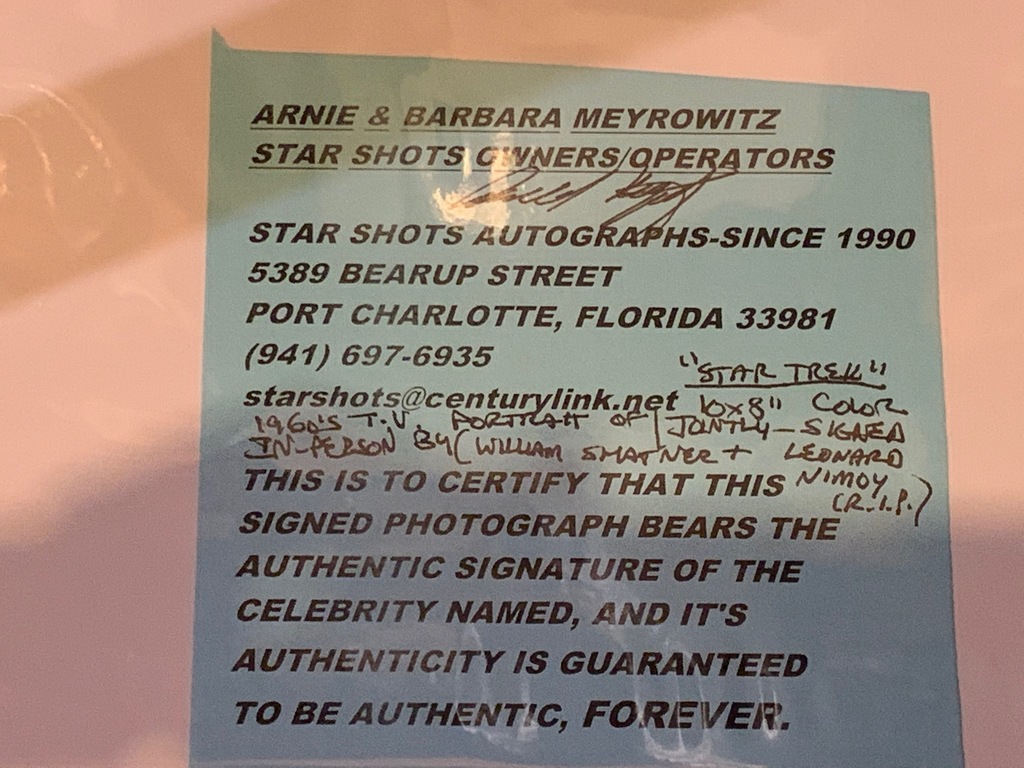 ARNIE & BARBARA MEYROWITZ
STAR SHOTS OWNERS/OPERATORS
STAR SHOTS AUTOGRAPHS-SINCE 1990
5389 BEARUP STREET
PORT CHARLOTTE, FLORIDA 33981
(941) 697-6935
"STAR TREK"
starshots@centurylink.net 10x8" COLOR
1960'S T.V. PORTRAIT OF JOINTLY-SIGNED
IN-PERSON BY (WILLIAM SHATNER + LEONARD
NIMOY
(R.I.P.)
THIS IS TO CERTIFY THAT THIS
SIGNED PHOTOGRAPH BEARS THE
AUTHENTIC SIGNATURE OF THE
CELEBRITY NAMED, AND IT'S
AUTHENTICITY IS GUARANTEED
TO BE AUTHENTIC, FOREVER.